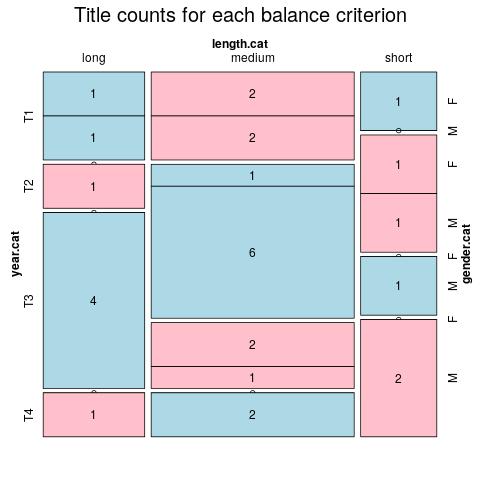 Title counts for each balance criterion
length.cat
long medium short
year.cat
T1
T2
T3
T4
1 2 1
1 2
1 1 1
6 1
4 1
2 2
1
1 2
F
M
F
M
F
M
F
M
gender.cat